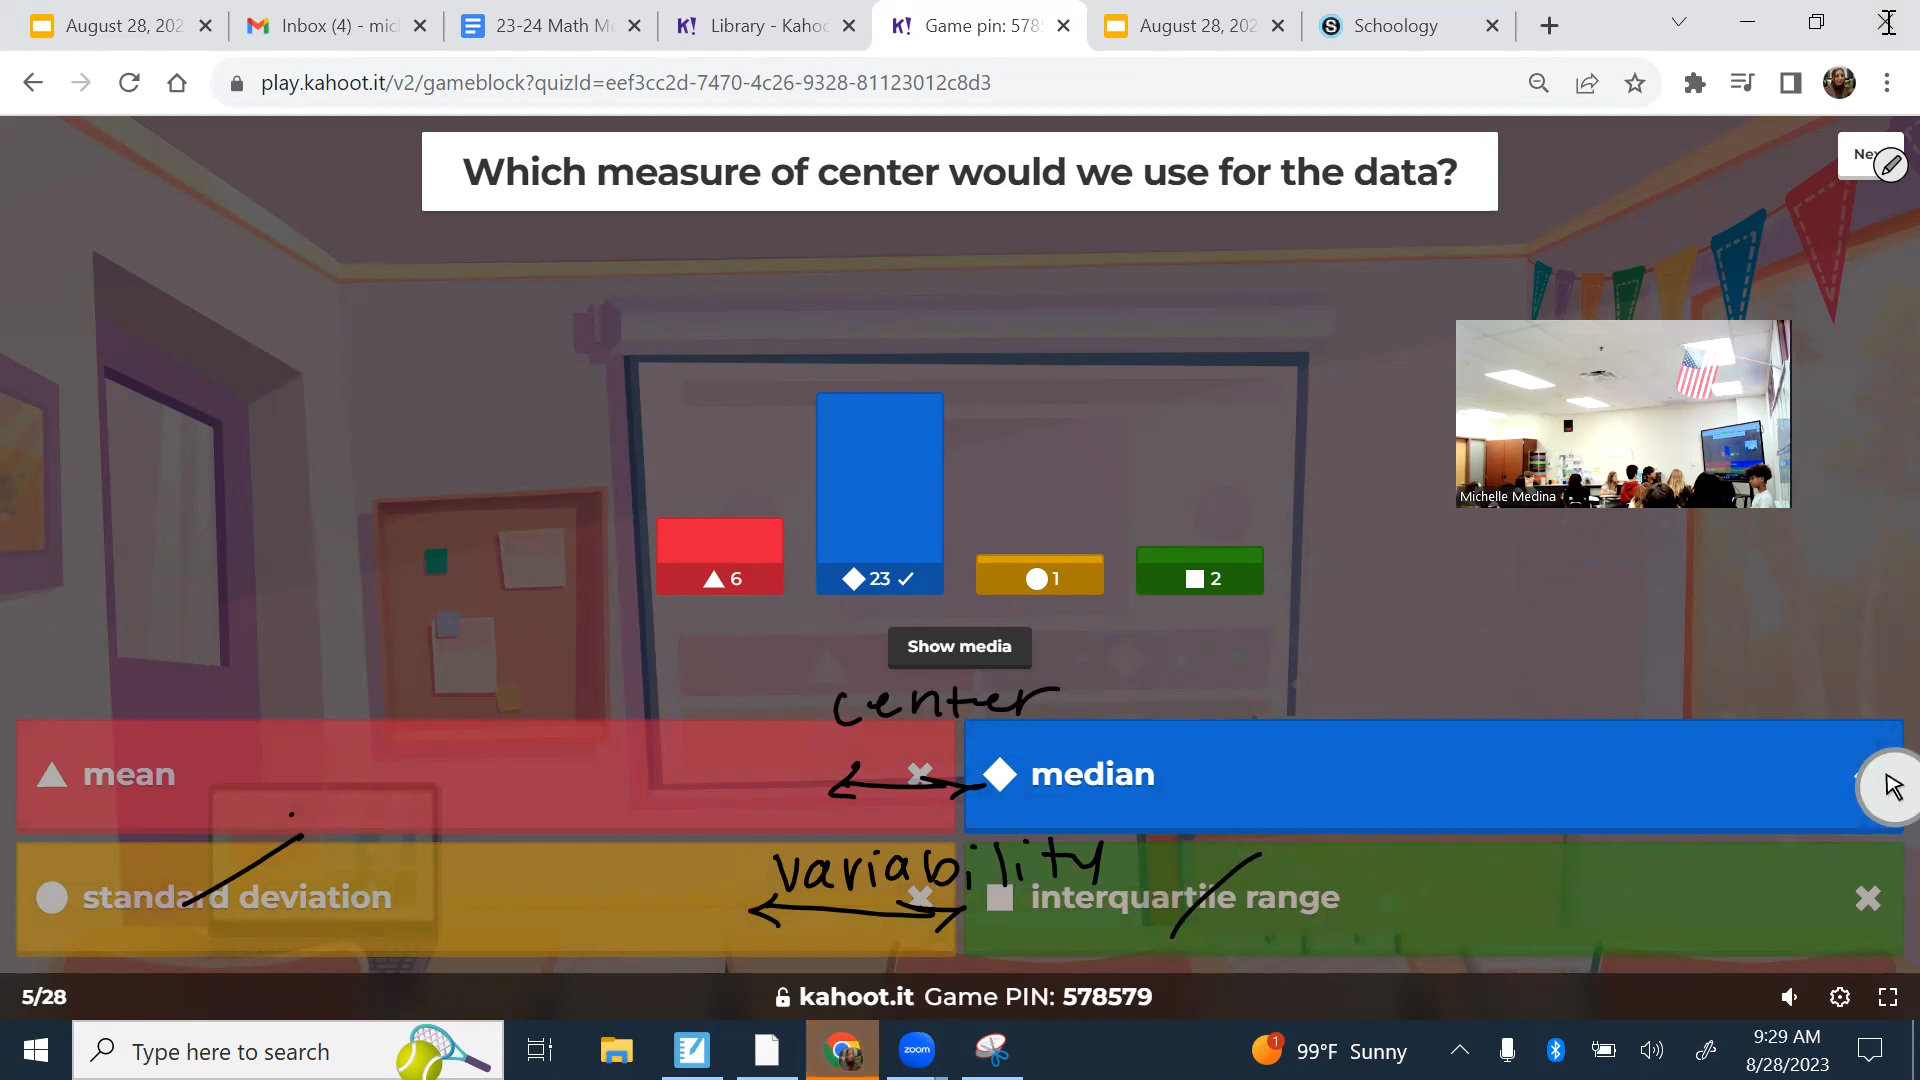 August 28, 202
Inbox (4) - mic
23-24 Math Me
Library - Kahoo
Game pin: 578
August 28, 202
Schoology
play.kahoot.it/v2/gameblock?quizId=eef3cc2d-7470-4c26-9328-81123012c8d3
Which measure of center would we use for the data?
Michelle Medina
6
23
1
2
Show media
center
mean
median
variability
standard deviation
interquartile range
5/28
kahoot.it Game PIN: 578579
Type here to search
zoom
1
99°F Sunny
9:29 AM
8/28/2023